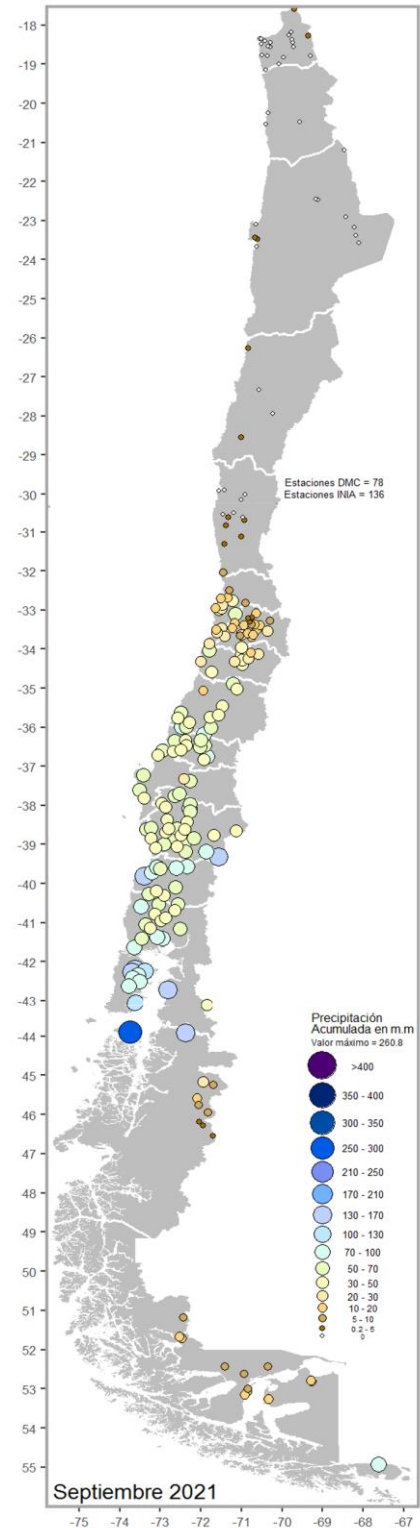 -18
-19
-20
-21
-22
-23
-24
-25
-26
-27
-28
-29
-30
-31
-32
-33
-34
-35
-36
-37
-38
-39
-40
-41
-42
-43
-44
-45
-46
-47
-48
-49
-50
-51
-52
-53
-54
-55
Estaciones DMC = 78
Estaciones INIA = 136
Precipitación
Acumulada en m.m
Valor máximo = 260.8
>400
350 - 400
300 - 350
250 - 300
210 - 250
170 - 210
130 - 170
100 - 130
70 - 100
50 - 70
30 - 50
20 - 30
10 - 20
5 - 10
0.2 - 5
0
Septiembre 2021
-75 -74 -73 -72 -71 -70 -69 -68 -67